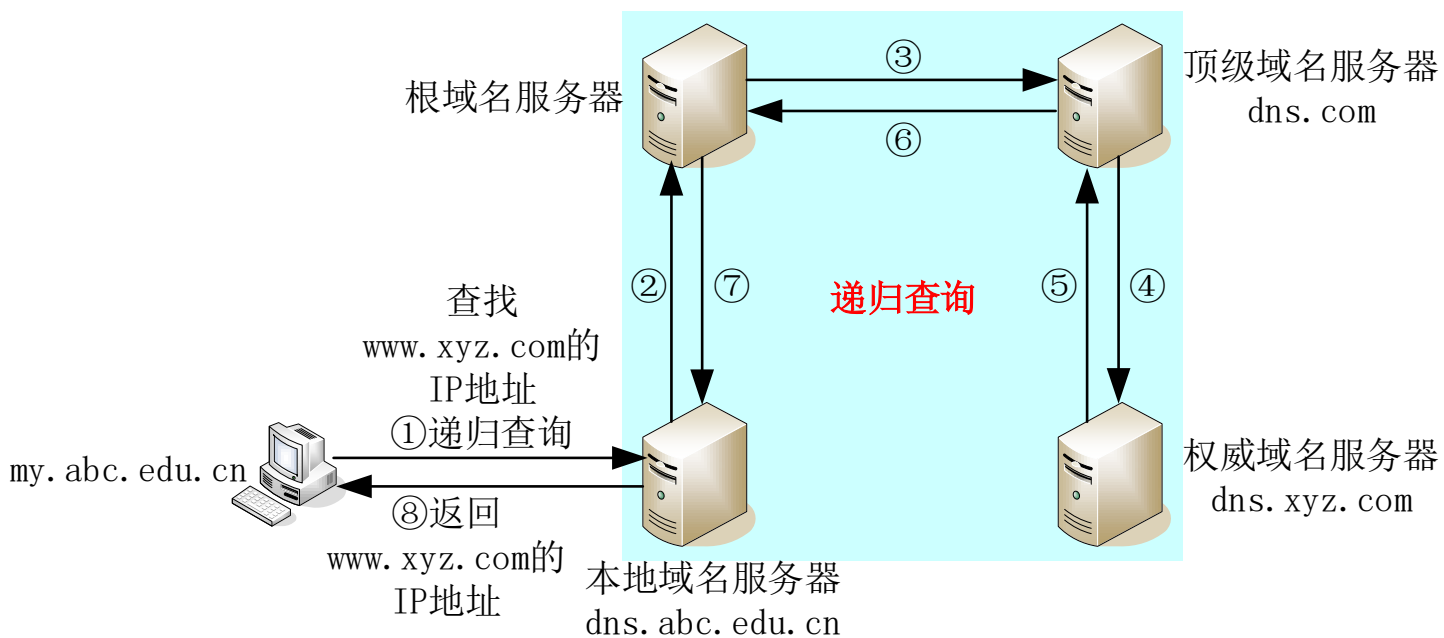 根域名服务器
③
⑥
顶级域名服务器
dns.com
②
⑦
递归查询
⑤
④
查找
www.xyz.com的
IP地址
①递归查询
my.abc.edu.cn
⑧返回
www.xyz.com的
IP地址
本地域名服务器
dns.abc.edu.cn
权威域名服务器
dns.xyz.com